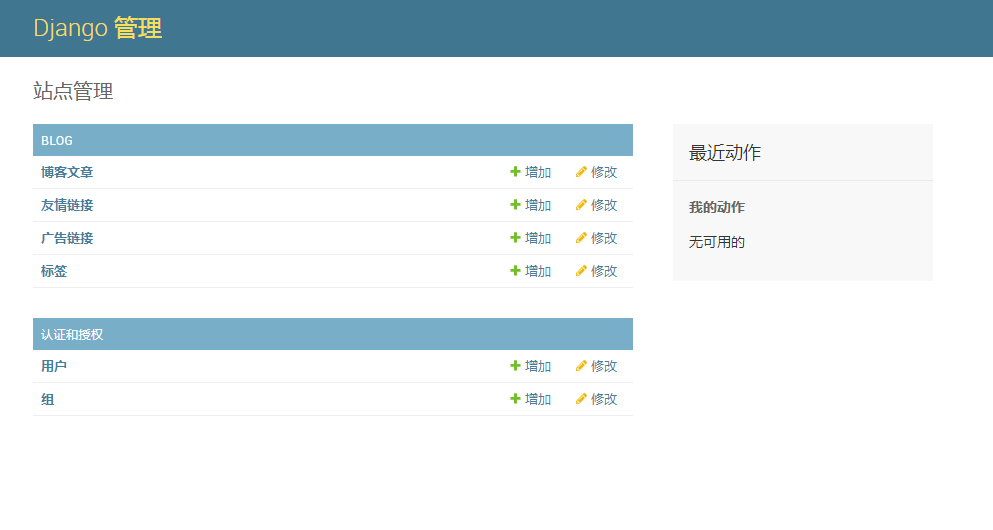 Django 管理
站点管理
BLOG
博客文章 增加 修改
友情链接 增加 修改
广告链接 增加 修改
标签 增加 修改
认证和授权
用户 增加 修改
组 增加 修改
最近动作
我的动作
无可用的